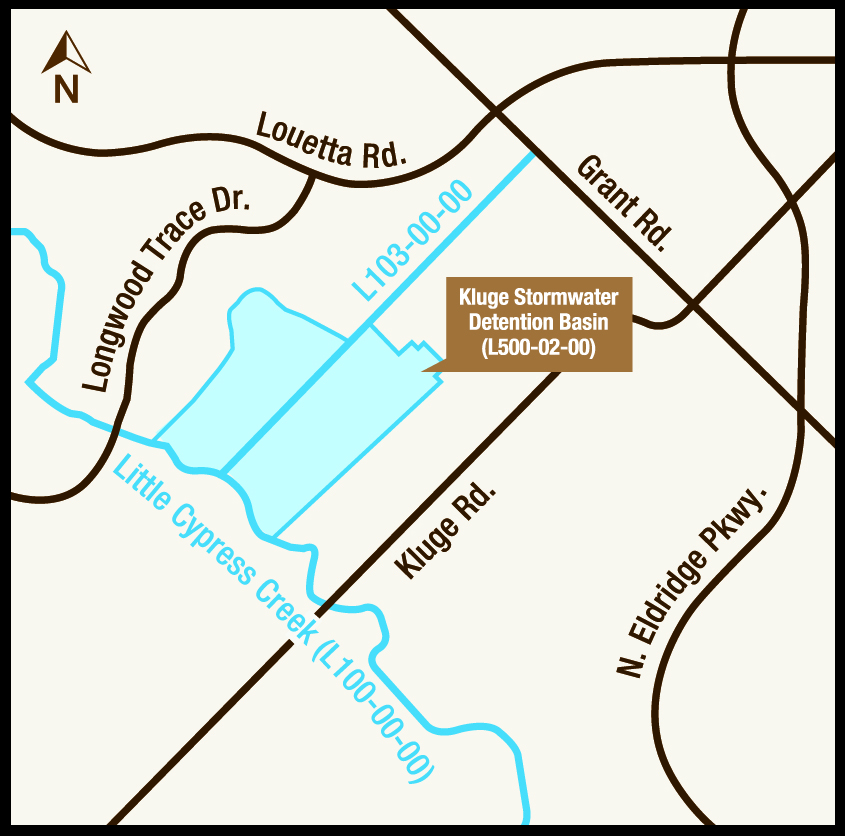 N
Louetta Rd.
Grant Rd.
Longwood Trace Dr.
L103-00-00
Kluge Stormwater
Detention Basin
(L500-02-00)
Little Cypress Creek (L100-00-00)
Kluge Rd.
N. Eldridge Pkwy.